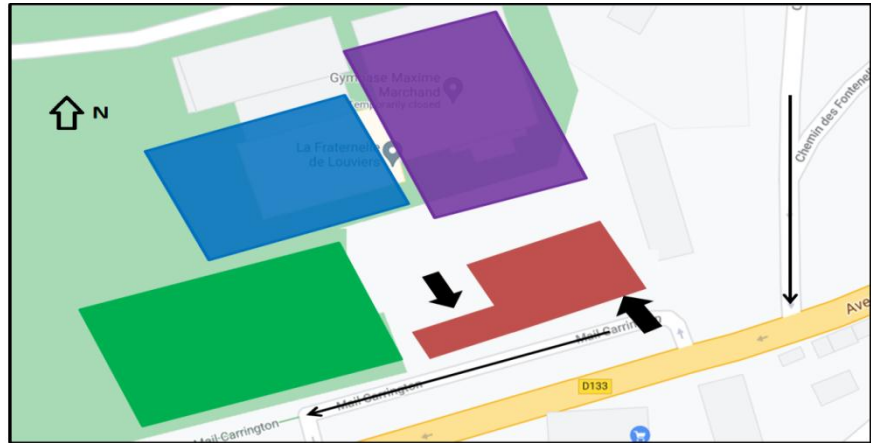 Gymnase Maxime
Marchand
Temporarily closed
N
La Fraternelle
de Louviers
Chemin des Fontenell
Ave
Mail-Carrington
D133
Mail-Carrington
Mail-Carrington